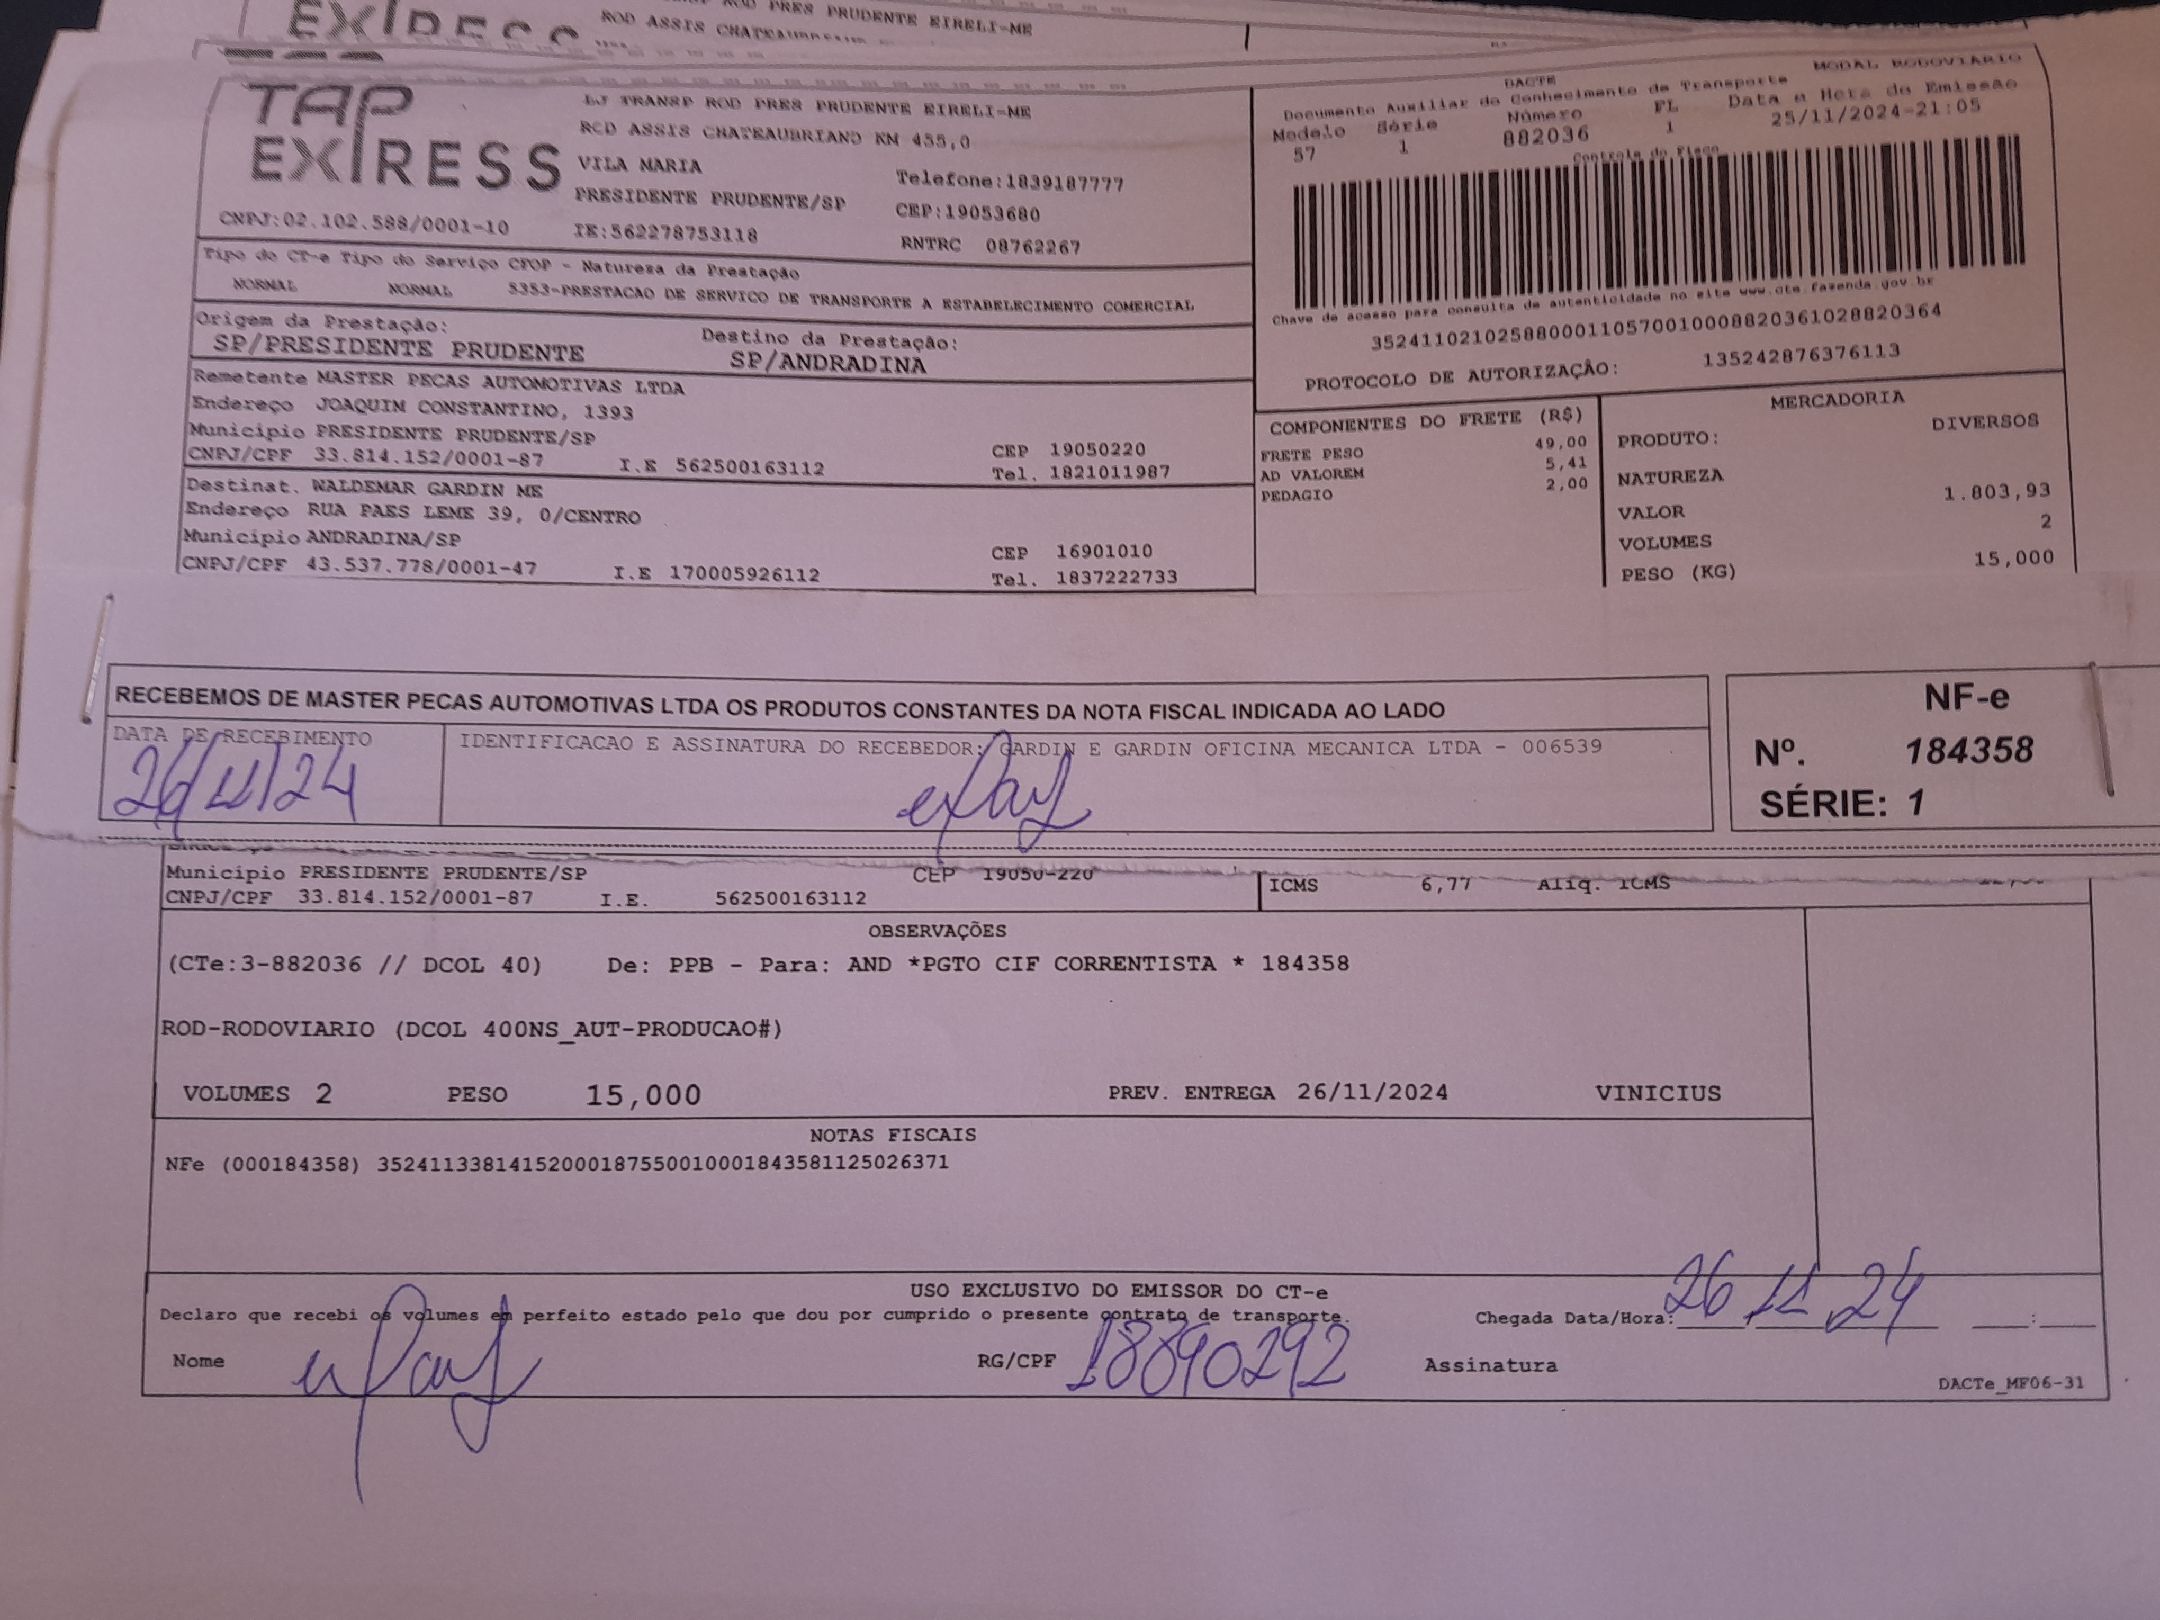 ROD PRES PRUDENTE EIRELI-ME
ROD ASSIS CHATEAUBRIAND
EXPRESS
TAP
EXPRESS
LJ TRANSP ROD PRES PRUDENTE EIRELI-ME
ROD ASSIS CHATEAUBRIAND KM 455,0
VILA MARIA
Telefone:1839187777
PRESIDENTE PRUDENTE/SP
CEP:19053680
CNPJ:02.102.588/0001-10
IE:562278753118
RNTRC 08762267
DACTE
MODAL RODOVIÁRIO
Documento Auxiliar do Conhecimento de Transporte
Modelo Série Número FL Data e Hora de Emissão
57 1 882036 1 25/11/2024-21:05
Controle do Fisco
Chave de acesso para consulta de autenticidade no site www.cte.fazenda.gov.br
35241102102588000110570010008820361028820364
PROTOCOLO DE AUTORIZAÇÃO: 135242876376113
Tipo do CT-e Tipo do Serviço CFOP - Natureza da Prestação
NORMAL NORMAL 5353-PRESTACAO DE SERVICO DE TRANSPORTE A ESTABELECIMENTO COMERCIAL
Origem da Prestação: Destino da Prestação:
SP/PRESIDENTE PRUDENTE SP/ANDRADINA
Remetente MASTER PECAS AUTOMOTIVAS LTDA
Endereço JOAQUIM CONSTANTINO, 1393
Município PRESIDENTE PRUDENTE/SP CEP 19050220
CNPJ/CPF 33.814.152/0001-87 I.E 562500163112 Tel. 1821011987
Destinat. WALDEMAR GARDIN ME
Endereço RUA PAES LEME 39, 0/CENTRO
Município ANDRADINA/SP CEP 16901010
CNPJ/CPF 43.537.778/0001-47 I.E 170005926112 Tel. 1837222733
COMPONENTES DO FRETE (R$)
FRETE PESO 49,00
AD VALOREM 5,41
PEDAGIO 2,00
MERCADORIA
PRODUTO: DIVERSOS
NATUREZA
VALOR 1.803,93
VOLUMES 2
PESO (KG) 15,000
RECEBEMOS DE MASTER PECAS AUTOMOTIVAS LTDA OS PRODUTOS CONSTANTES DA NOTA FISCAL INDICADA AO LADO
DATA DE RECEBIMENTO
26/11/24
IDENTIFICACAO E ASSINATURA DO RECEBEDOR: GARDIN E GARDIN OFICINA MECANICA LTDA - 006539
NF-e
Nº. 184358
SÉRIE: 1
Município PRESIDENTE PRUDENTE/SP CEP 19050-220
CNPJ/CPF 33.814.152/0001-87 I.E. 562500163112
ICMS 6,77 Aliq. ICMS
OBSERVAÇÕES
(CTe:3-882036 // DCOL 40) De: PPB - Para: AND *PGTO CIF CORRENTISTA * 184358
ROD-RODOVIARIO (DCOL 400NS_AUT-PRODUCAO#)
VOLUMES 2 PESO 15,000 PREV. ENTREGA 26/11/2024 VINICIUS
NOTAS FISCAIS
NFe (000184358) 35241133814152000187550010001843581125026371
USO EXCLUSIVO DO EMISSOR DO CT-e
Declaro que recebi os volumes em perfeito estado pelo que dou por cumprido o presente contrato de transporte.
Chegada Data/Hora: 26 11 24 :
Nome RG/CPF 18890292 Assinatura
DACTe_MF06-31